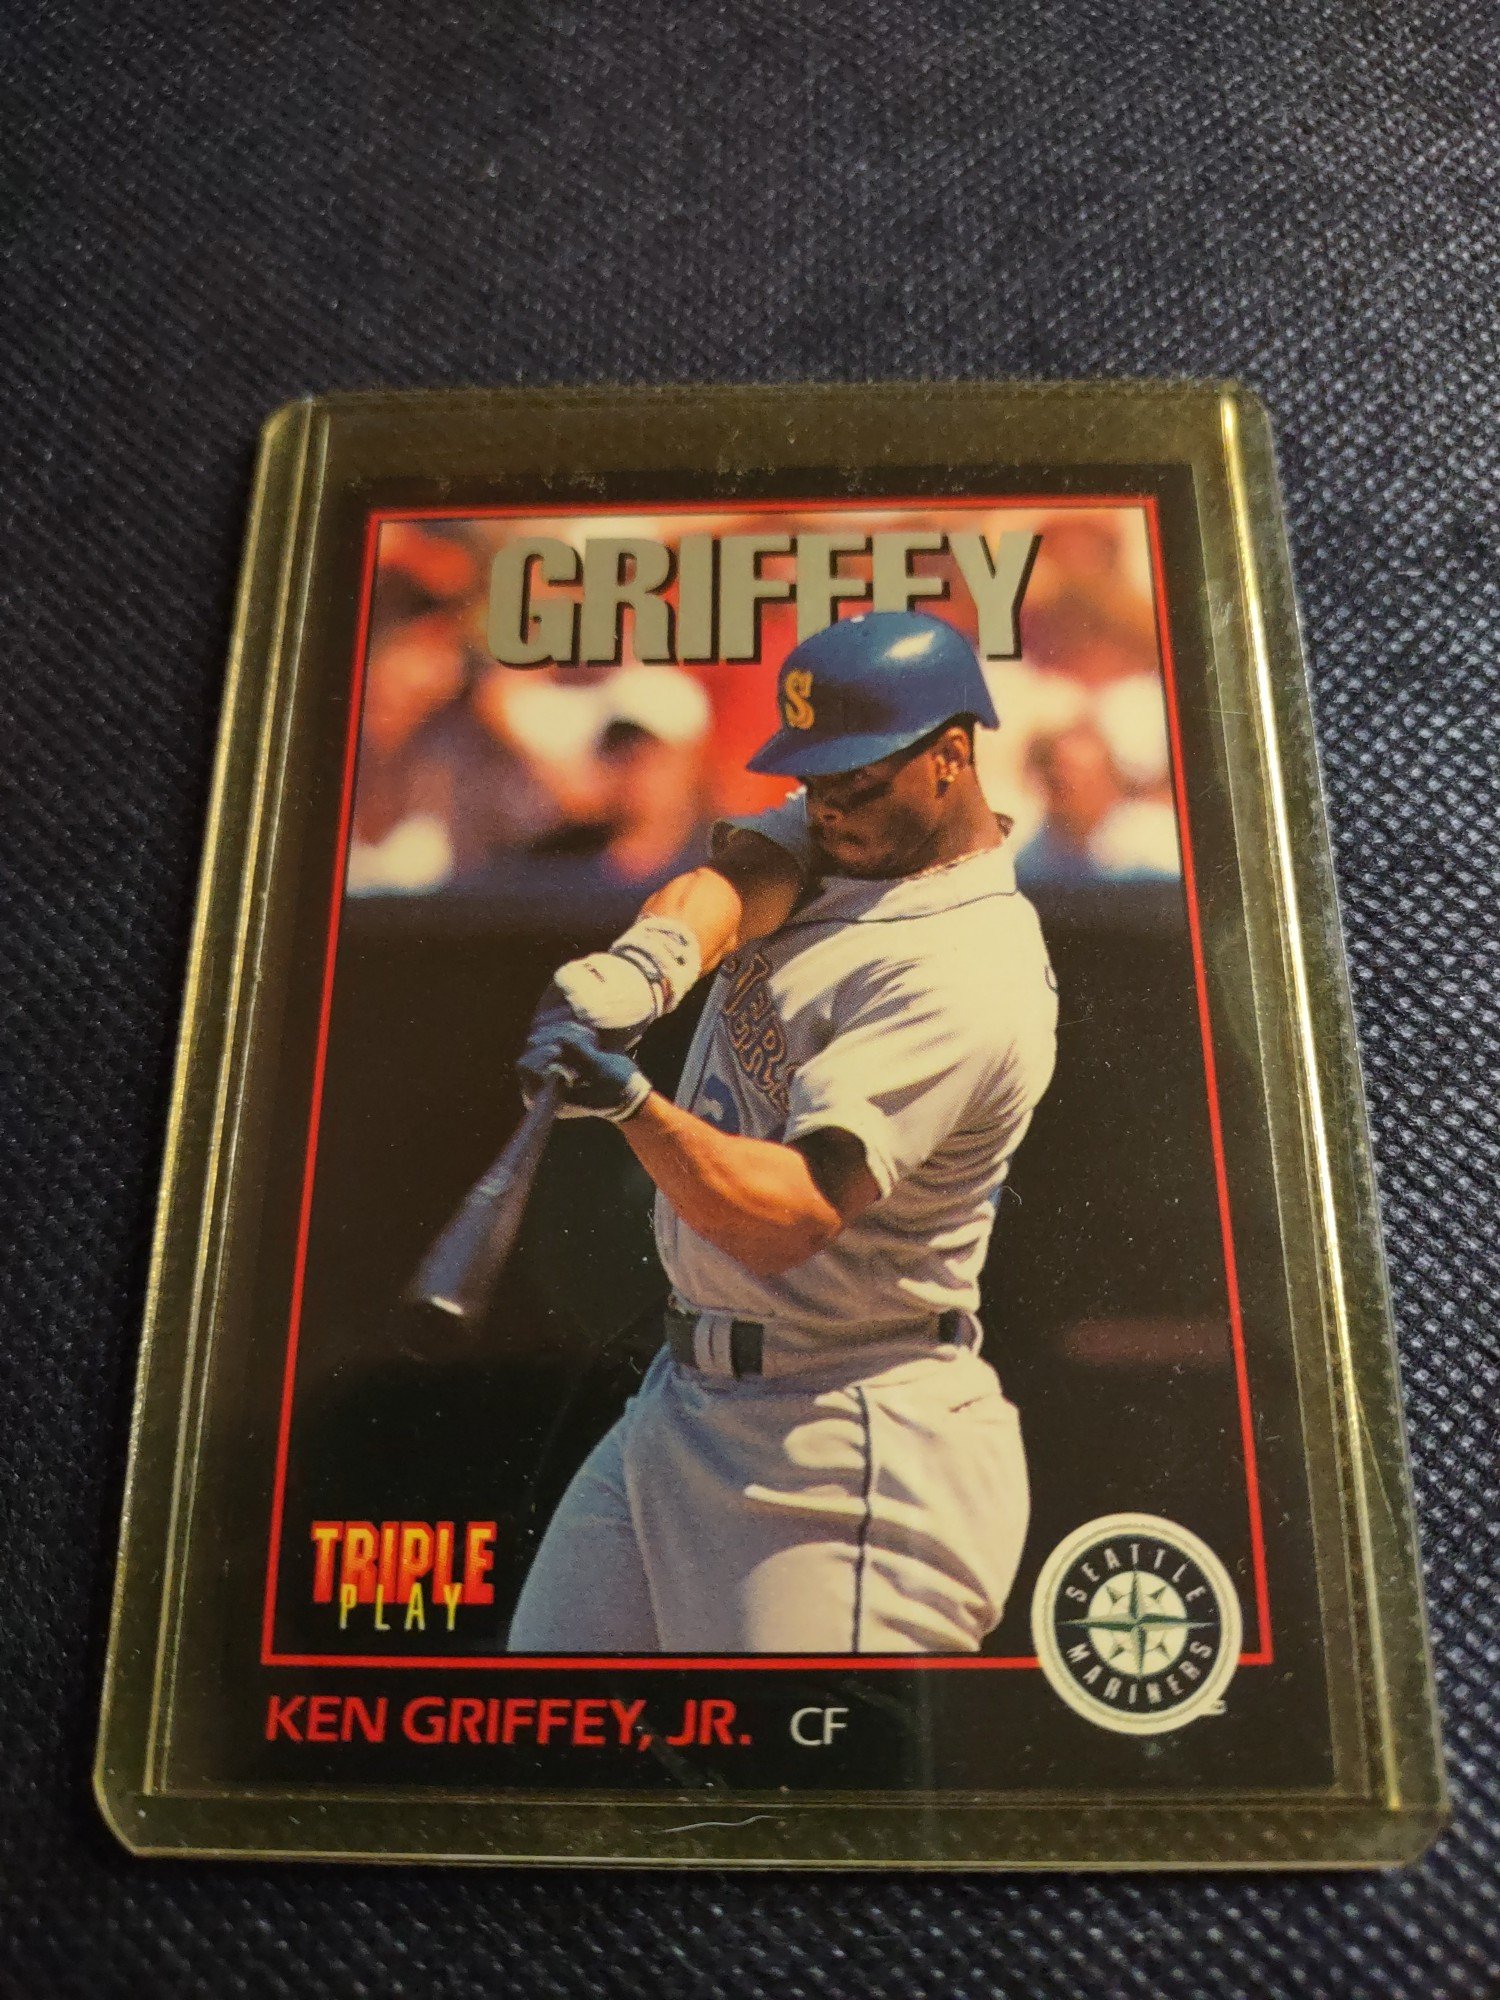 GRIFFEY
S
TRIPLE
PLAY
SEATTLE
MARINERS
KEN GRIFFEY, JR. CF